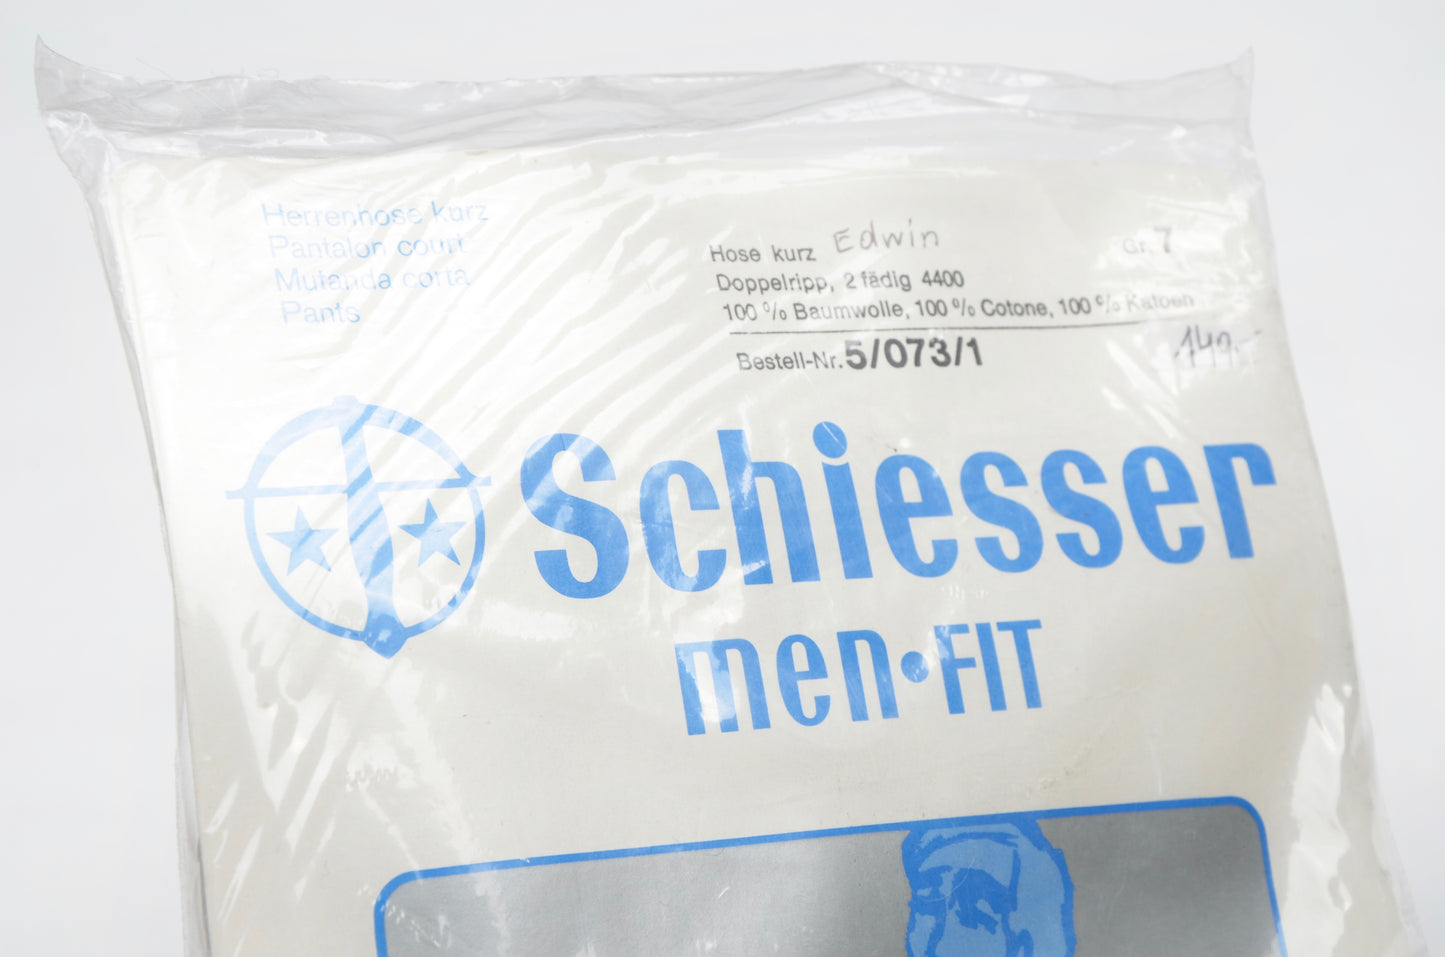 Herrenhose kurz
Pantalon court
Mutanda corta
Pants
Hose kurz Edwin Gr. 7
Doppelripp, 2 fädig 4400
100 % Baumwolle, 100 % Cotone, 100 % Katoen
Bestell-Nr. 5/073/1
149.-
Schiesser
men•FIT